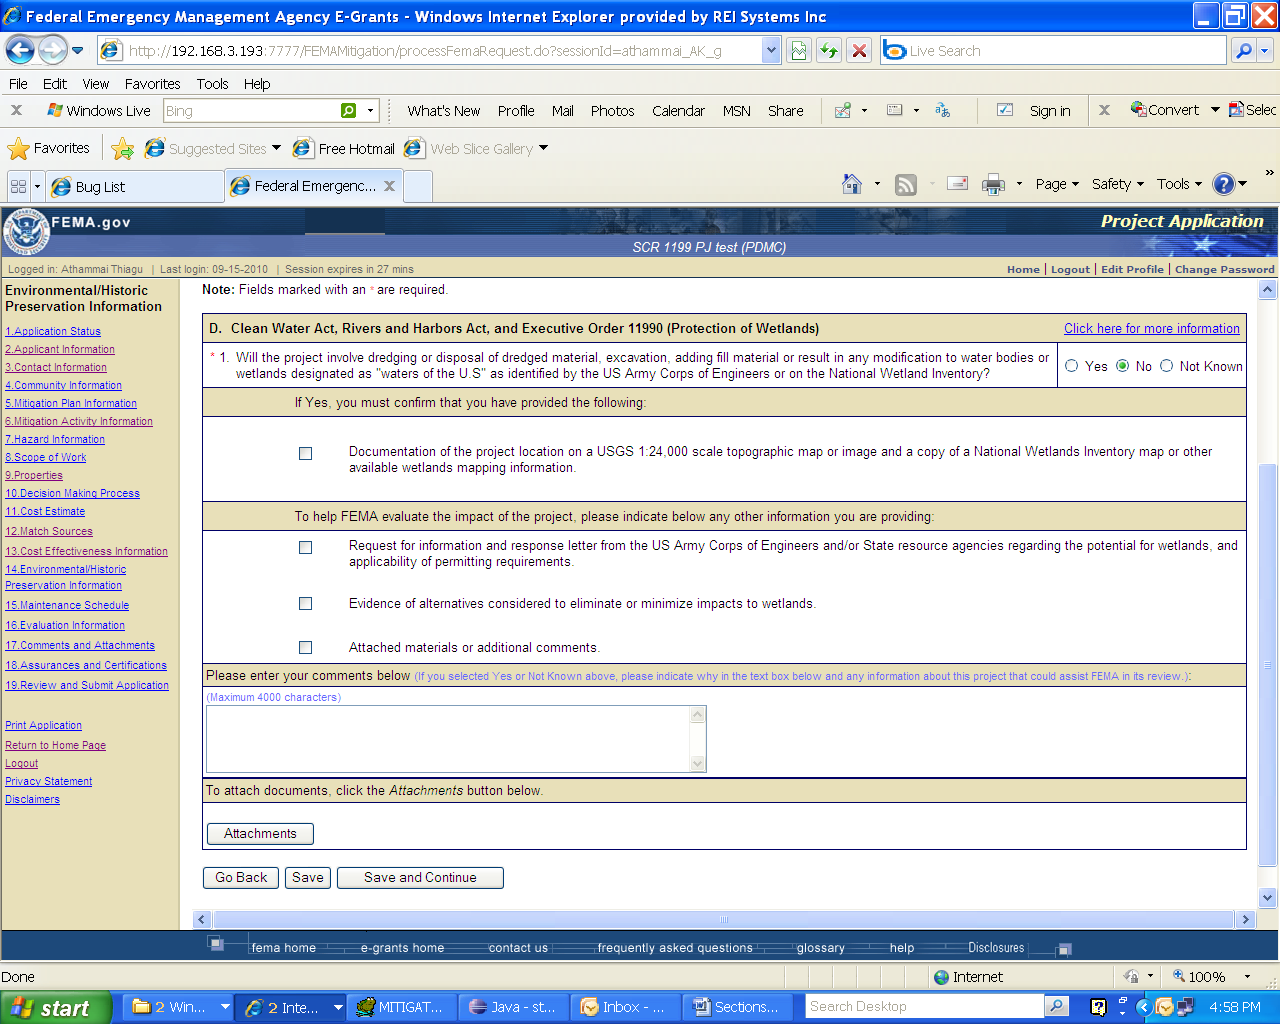 Federal Emergency Management Agency E-Grants - Windows Internet Explorer provided by REI Systems Inc
http://192.168.3.193:7777/FEMAMitigation/processFemaRequest.do?sessionId=athammai_AK_g
Live Search
File Edit View Favorites Tools Help
x Windows Live Bing What's New Profile Mail Photos Calendar MSN Share Sign in x Convert Selec
Favorites Suggested Sites Free Hotmail Web Slice Gallery
Bug List Federal Emergenc... X Page Safety Tools »
FEMA.gov
Project Application
SCR 1199 PJ test (PDMC)
Logged in: Athammai Thiagu | Last login: 09-15-2010 | Session expires in 27 mins
Home | Logout | Edit Profile | Change Password
Environmental/Historic
Preservation Information
1.Application Status
2.Applicant Information
3.Contact Information
4.Community Information
5.Mitigation Plan Information
6.Mitigation Activity Information
7.Hazard Information
8.Scope of Work
9.Properties
10.Decision Making Process
11.Cost Estimate
12.Match Sources
13.Cost Effectiveness Information
14.Environmental/Historic
Preservation Information
15.Maintenance Schedule
16.Evaluation Information
17.Comments and Attachments
18.Assurances and Certifications
19.Review and Submit Application
Print Application
Return to Home Page
Logout
Privacy Statement
Disclaimers
Note: Fields marked with an * are required.
D. Clean Water Act, Rivers and Harbors Act, and Executive Order 11990 (Protection of Wetlands)
Click here for more information
* 1. Will the project involve dredging or disposal of dredged material, excavation, adding fill material or result in any modification to water bodies or
wetlands designated as "waters of the U.S" as identified by the US Army Corps of Engineers or on the National Wetland Inventory?
Yes No Not Known
If Yes, you must confirm that you have provided the following:
Documentation of the project location on a USGS 1:24,000 scale topographic map or image and a copy of a National Wetlands Inventory map or other
available wetlands mapping information.
To help FEMA evaluate the impact of the project, please indicate below any other information you are providing:
Request for information and response letter from the US Army Corps of Engineers and/or State resource agencies regarding the potential for wetlands, and
applicability of permitting requirements.
Evidence of alternatives considered to eliminate or minimize impacts to wetlands.
Attached materials or additional comments.
Please enter your comments below (If you selected Yes or Not Known above, please indicate why in the text box below and any information about this project that could assist FEMA in its review.):
(Maximum 4000 characters)
To attach documents, click the Attachments button below.
Attachments
Go Back Save Save and Continue
fema home e-grants home contact us frequently asked questions glossary help Disclosures
Done Internet 100%
start 2 Win... 2 Inte... MITIGAT... Java - st... Inbox - ... Sections... Search Desktop 4:58 PM